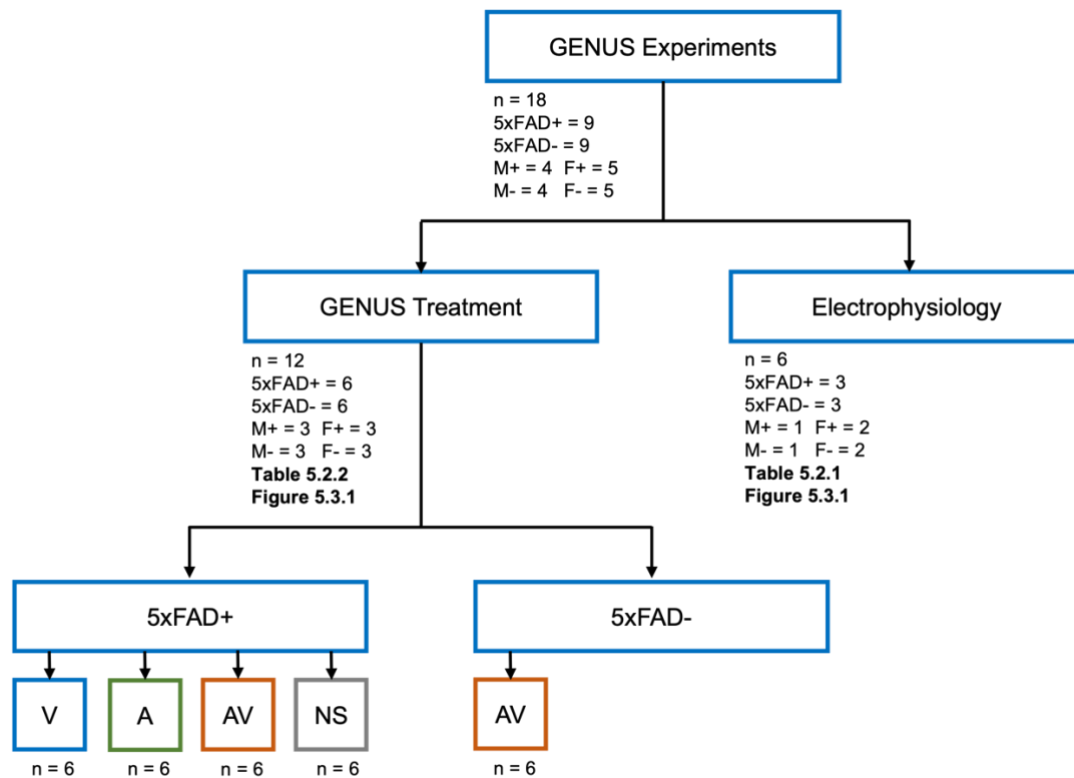 GENUS Experiments
n = 18
5xFAD+ = 9
5xFAD- = 9
M+ = 4 F+ = 5
M- = 4 F- = 5
GENUS Treatment
Electrophysiology
n = 12
5xFAD+ = 6
5xFAD- = 6
M+ = 3 F+ = 3
M- = 3 F- = 3
Table 5.2.2
Figure 5.3.1
n = 6
5xFAD+ = 3
5xFAD- = 3
M+ = 1 F+ = 2
M- = 1 F- = 2
Table 5.2.1
Figure 5.3.1
5xFAD+
5xFAD-
V
A
AV
NS
AV
n = 6
n = 6
n = 6
n = 6
n = 6